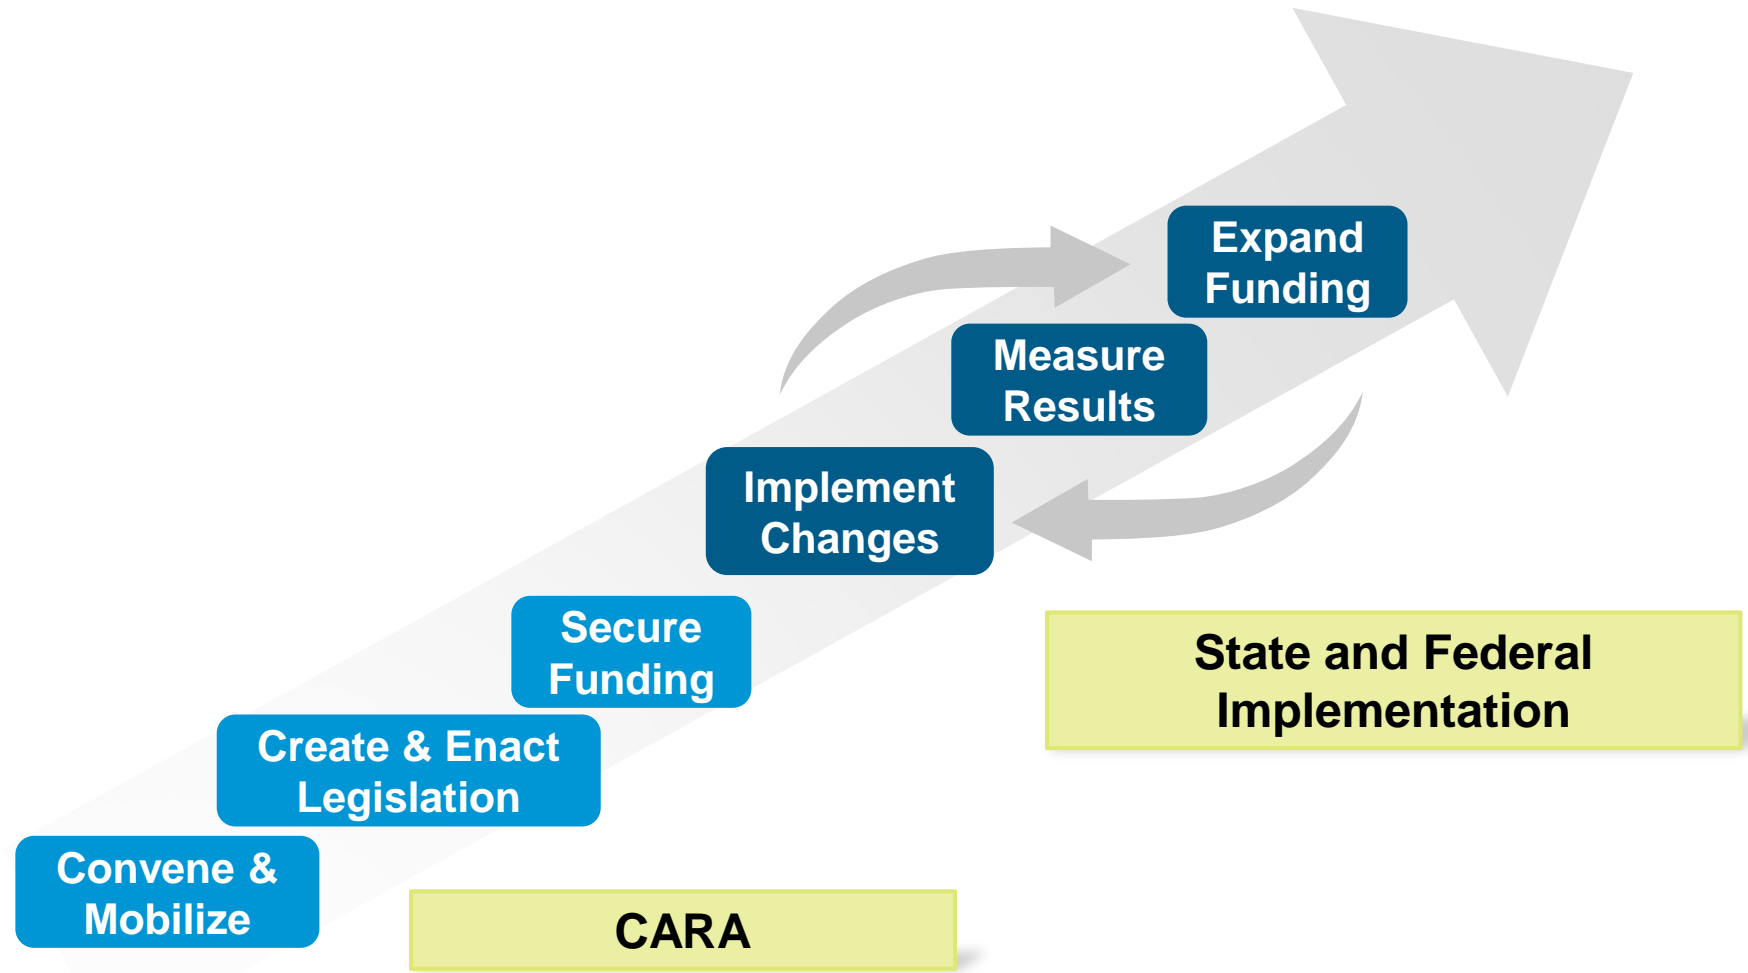 Expand
Funding
Measure
Results
Implement
Changes
Secure
Funding
State and Federal
Implementation
Create & Enact
Legislation
Convene &
Mobilize
CARA